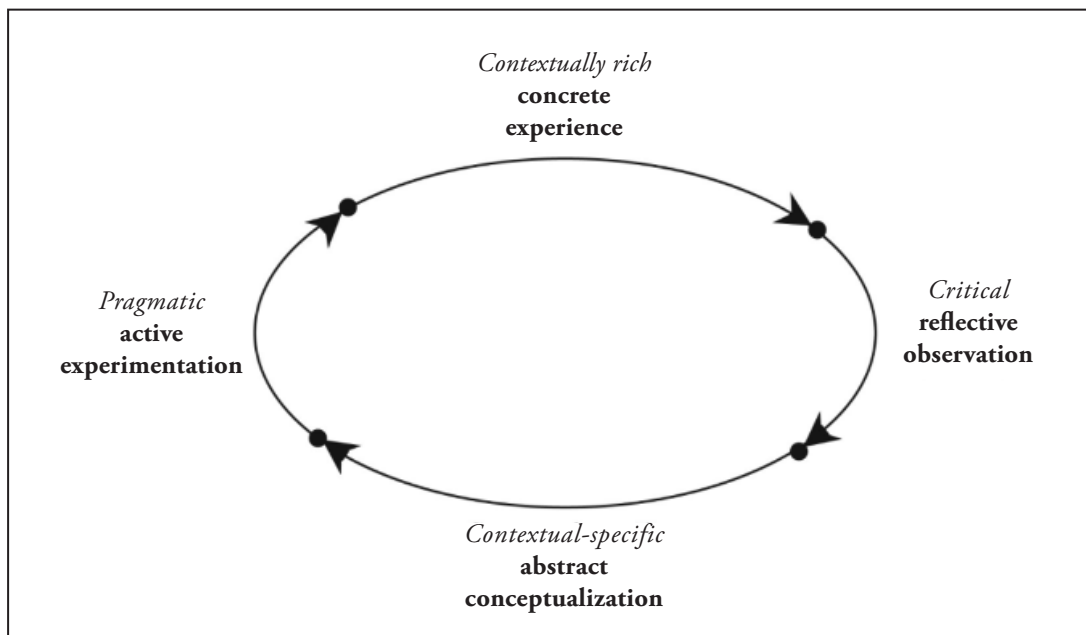 Contextually rich
concrete
experience
Critical
reflective
observation
Contextual-specific
abstract
conceptualization
Pragmatic
active
experimentation